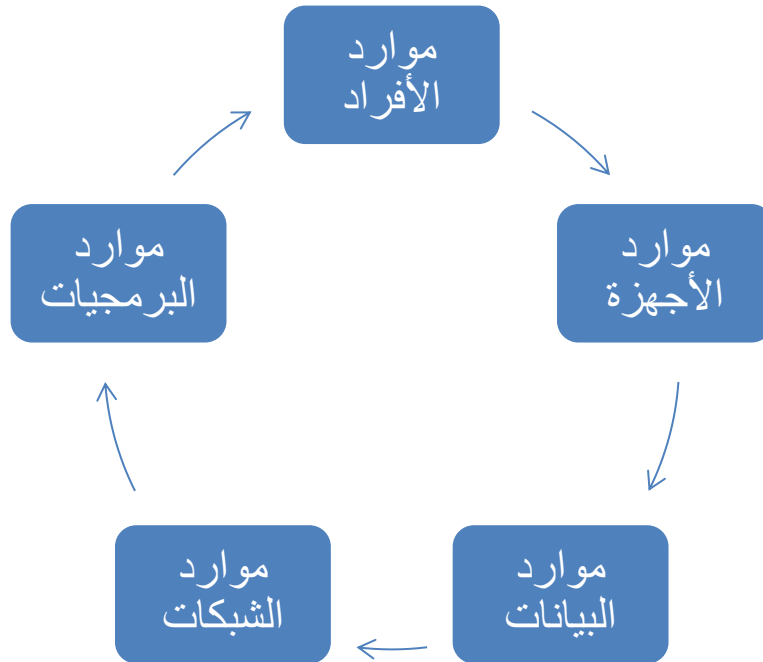 موارد
الأفراد
موارد
الأجهزة
موارد
البيانات
موارد
الشبكات
موارد
البرمجيات